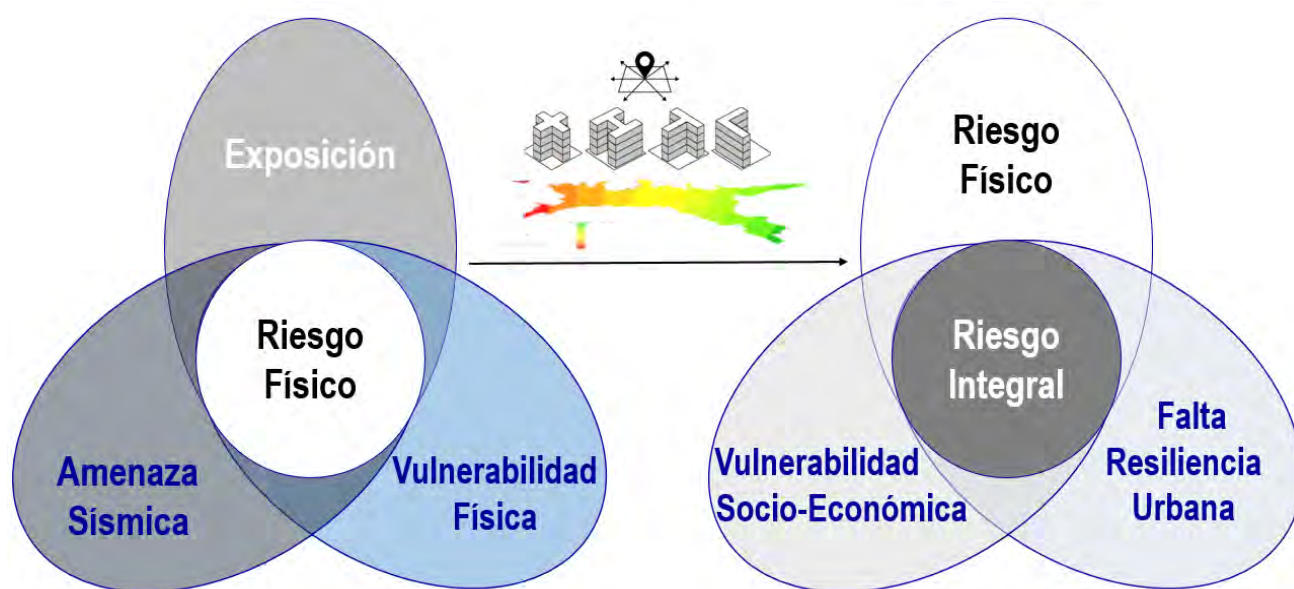 Exposición
Riesgo
Físico
Amenaza
Sísmica
Vulnerabilidad
Física
Riesgo
Físico
Riesgo
Integral
Vulnerabilidad
Socio-Económica
Falta
Resiliencia
Urbana